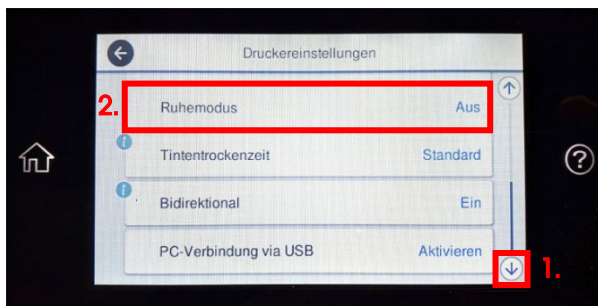 Druckereinstellungen
2.
Ruhemodus Aus
i
Tintentrockenzeit Standard
i
Bidirektional Ein
PC-Verbindung via USB Aktivieren
1.
?